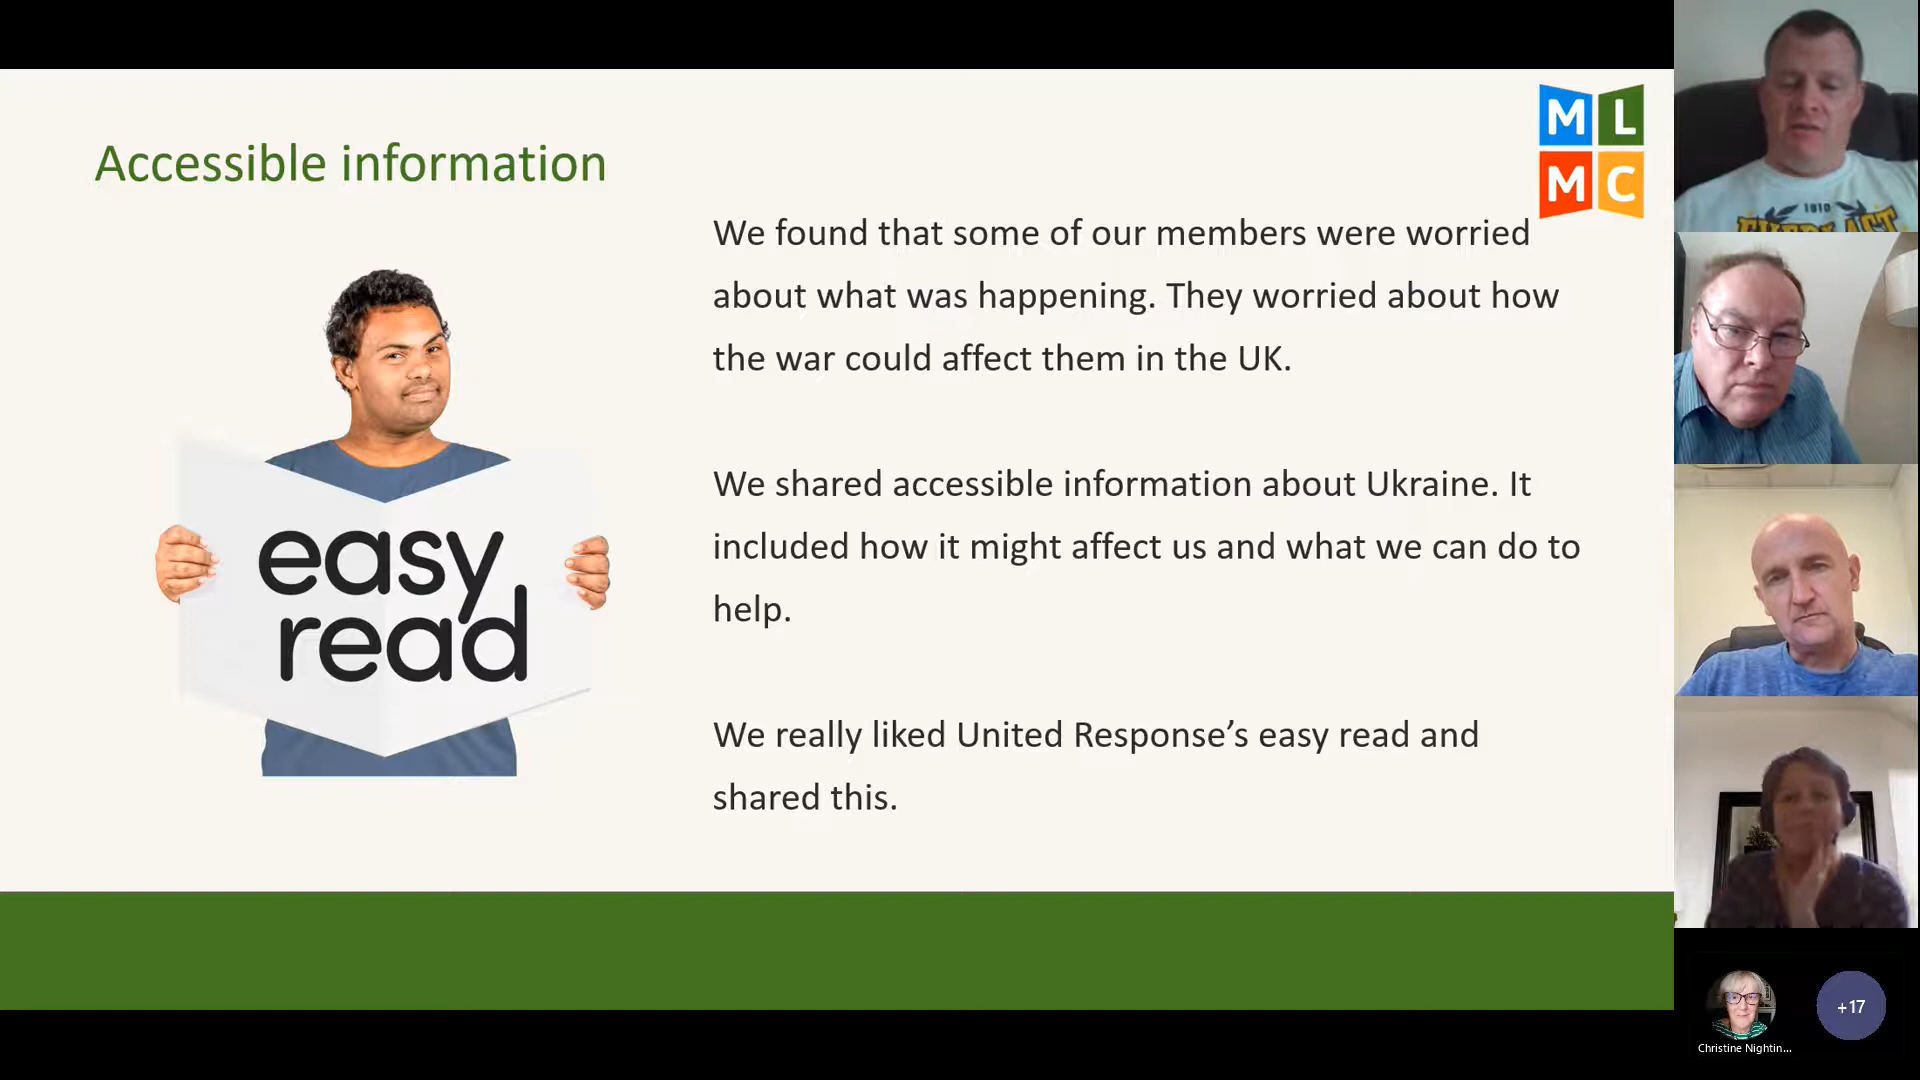 Accessible information
M L
M C
We found that some of our members were worried
about what was happening. They worried about how
the war could affect them in the UK.
We shared accessible information about Ukraine. It
included how it might affect us and what we can do to
help.
We really liked United Response’s easy read and
shared this.
easy
read
1910
EVERLAST
Christine Nightin...
+17